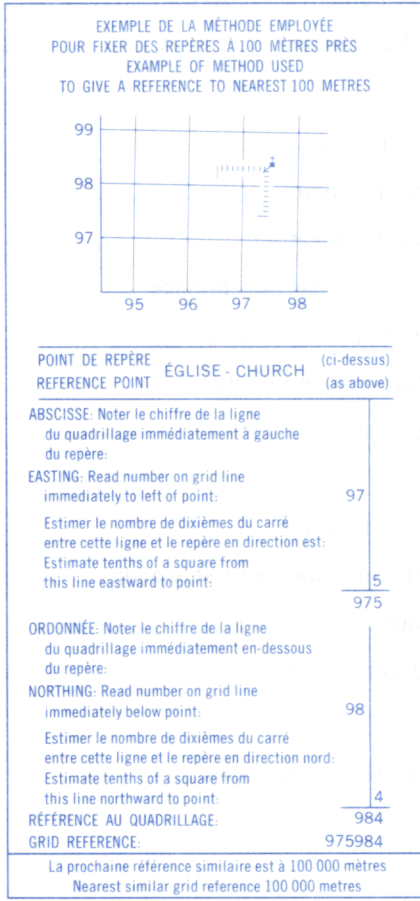 EXEMPLE DE LA MÉTHODE EMPLOYÉE
POUR FIXER DES REPÈRES À 100 MÈTRES PRÈS
EXAMPLE OF METHOD USED
TO GIVE A REFERENCE TO NEAREST 100 METRES
99
98
97
95 96 97 98
POINT DE REPÈRE
REFERENCE POINT
ÉGLISE - CHURCH
(ci-dessus)
(as above)
ABSCISSE: Noter le chiffre de la ligne
du quadrillage immédiatement à gauche
du repère:
EASTING: Read number on grid line
immediately to left of point: 97
Estimer le nombre de dixièmes du carré
entre cette ligne et le repère en direction est:
Estimate tenths of a square from
this line eastward to point: 5
975
ORDONNÉE: Noter le chiffre de la ligne
du quadrillage immédiatement en-dessous
du repère:
NORTHING: Read number on grid line
immediately below point: 98
Estimer le nombre de dixièmes du carré
entre cette ligne et le repère en direction nord:
Estimate tenths of a square from
this line northward to point: 4
RÉFÉRENCE AU QUADRILLAGE: 984
GRID REFERENCE: 975984
La prochaine référence similaire est à 100 000 mètres
Nearest similar grid reference 100 000 metres